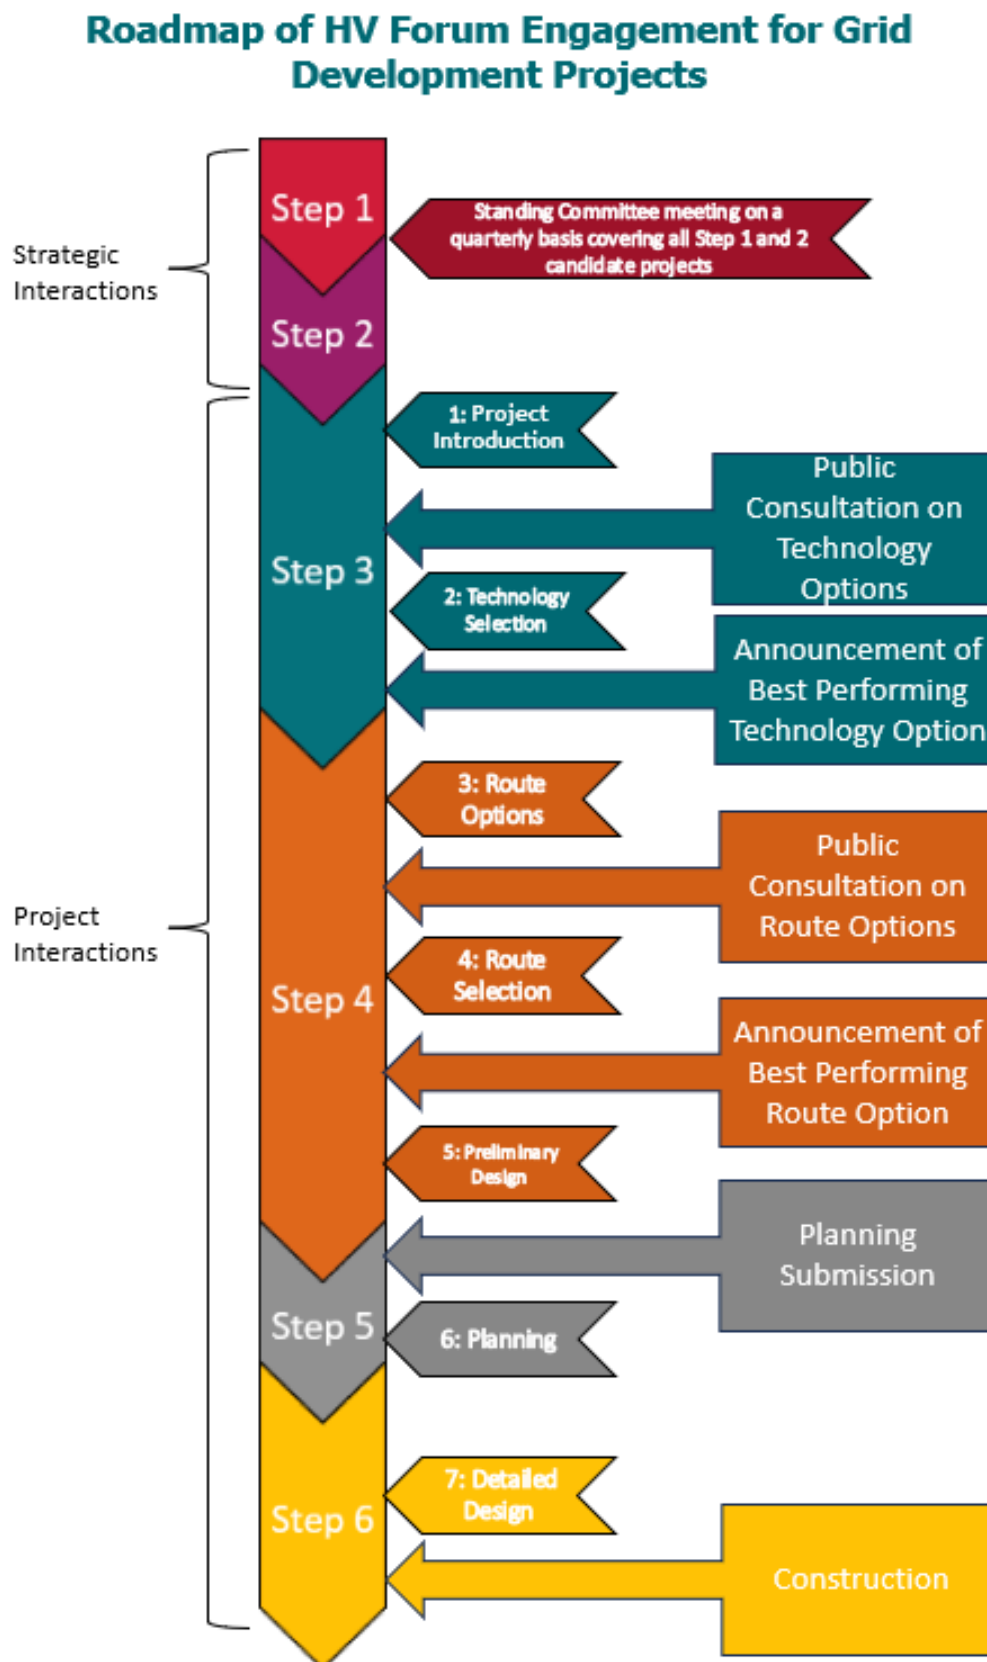 Roadmap of HV Forum Engagement for Grid
Development Projects
Strategic
Interactions
Step 1
Standing Committee meeting on a
quarterly basis covering all Step 1 and 2
candidate projects
Step 2
Project
Interactions
Step 3
1: Project
Introduction
Public
Consultation on
Technology
Options
2: Technology
Selection
Announcement of
Best Performing
Technology Option
Step 4
3: Route
Options
Public
Consultation on
Route Options
4: Route
Selection
Announcement of
Best Performing
Route Option
5: Preliminary
Design
Planning
Submission
Step 5
6: Planning
Step 6
7: Detailed
Design
Construction